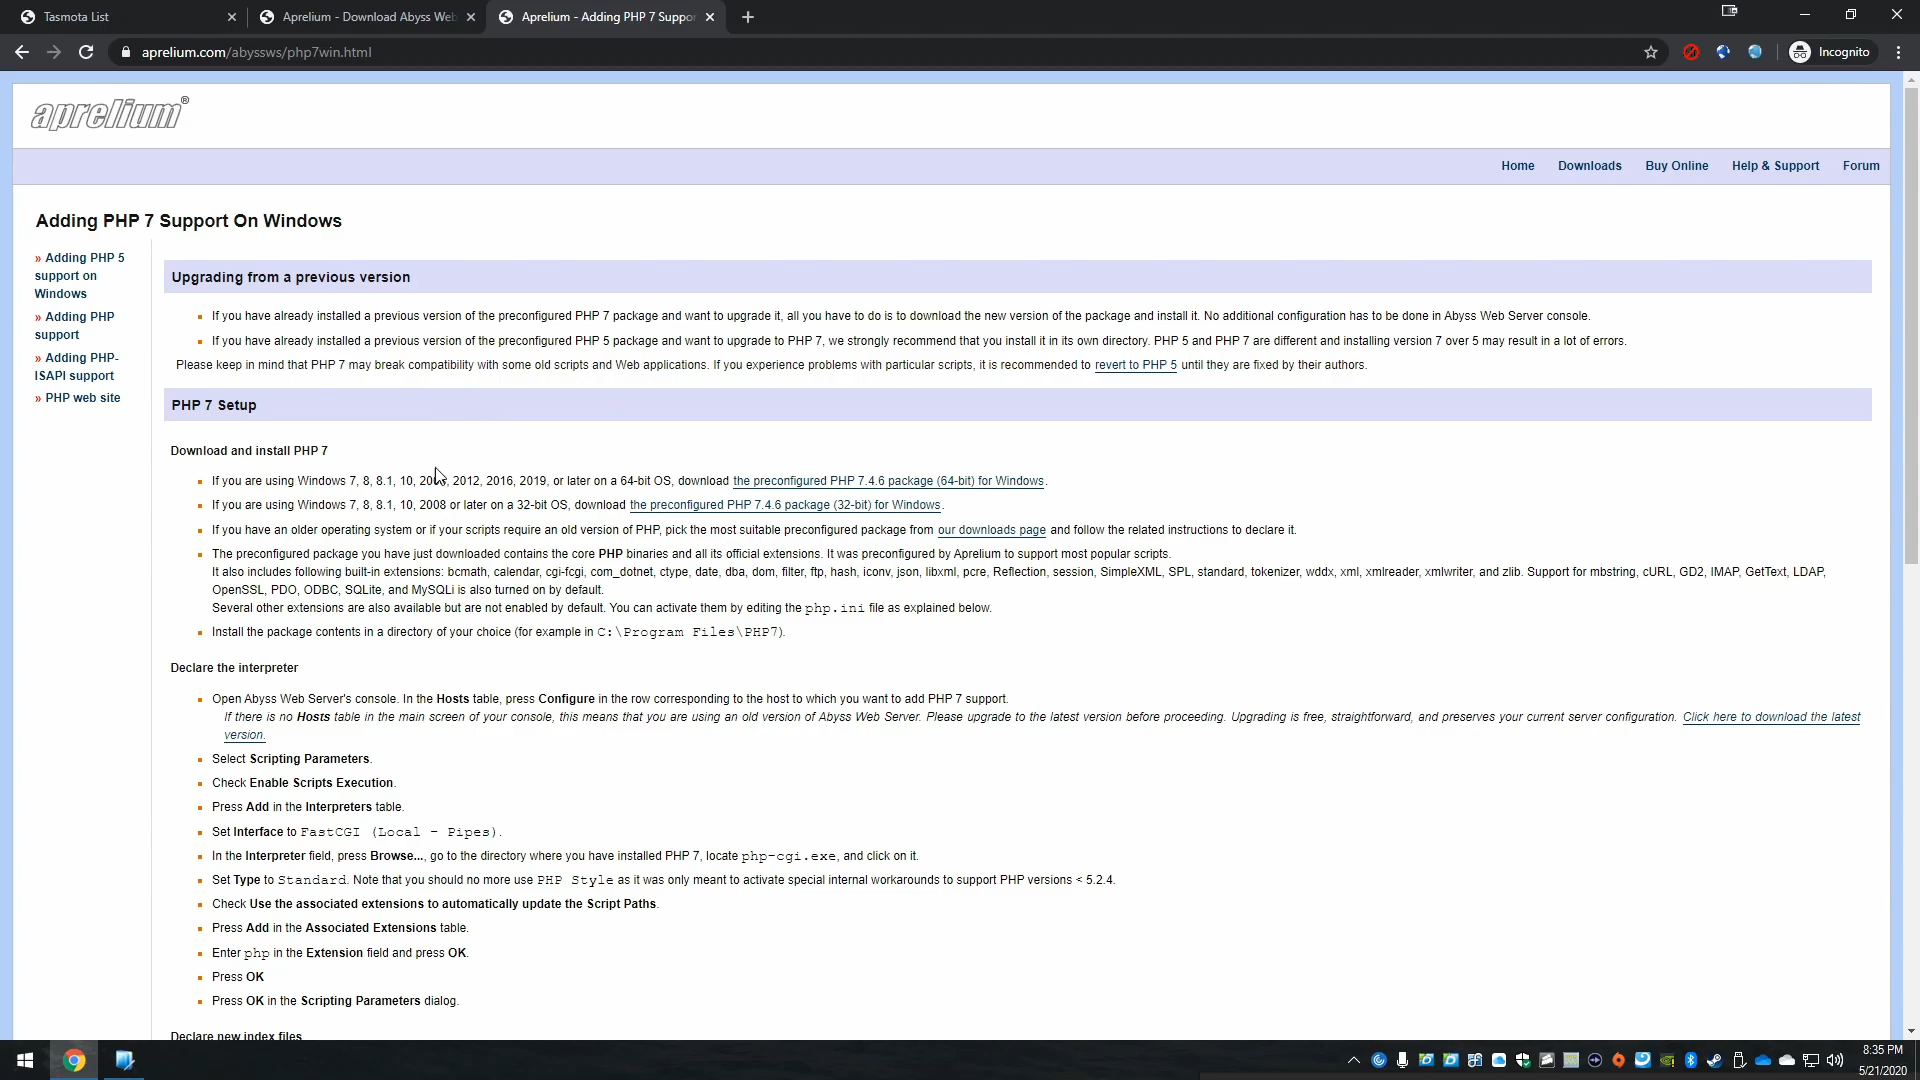 Tasmota List
Aprelium - Download Abyss Web
Aprelium - Adding PHP 7 Suppor
aprelium.com/abyssws/php7win.html
Incognito
aprelium®
Home Downloads Buy Online Help & Support Forum
Adding PHP 7 Support On Windows
» Adding PHP 5
support on
Windows
» Adding PHP
support
» Adding PHP-
ISAPI support
» PHP web site
Upgrading from a previous version
If you have already installed a previous version of the preconfigured PHP 7 package and want to upgrade it, all you have to do is to download the new version of the package and install it. No additional configuration has to be done in Abyss Web Server console.
If you have already installed a previous version of the preconfigured PHP 5 package and want to upgrade to PHP 7, we strongly recommend that you install it in its own directory. PHP 5 and PHP 7 are different and installing version 7 over 5 may result in a lot of errors.
Please keep in mind that PHP 7 may break compatibility with some old scripts and Web applications. If you experience problems with particular scripts, it is recommended to revert to PHP 5 until they are fixed by their authors.
PHP 7 Setup
Download and install PHP 7
If you are using Windows 7, 8, 8.1, 10, 2012, 2016, 2019, or later on a 64-bit OS, download the preconfigured PHP 7.4.6 package (64-bit) for Windows.
If you are using Windows 7, 8, 8.1, 10, 2008 or later on a 32-bit OS, download the preconfigured PHP 7.4.6 package (32-bit) for Windows.
If you have an older operating system or if your scripts require an old version of PHP, pick the most suitable preconfigured package from our downloads page and follow the related instructions to declare it.
The preconfigured package you have just downloaded contains the core PHP binaries and all its official extensions. It was preconfigured by Aprelium to support most popular scripts.
It also includes following built-in extensions: bcmath, calendar, cgi-fcgi, com_dotnet, ctype, date, dba, dom, filter, ftp, hash, iconv, json, libxml, pcre, Reflection, session, SimpleXML, SPL, standard, tokenizer, wddx, xml, xmlreader, xmlwriter, and zlib. Support for mbstring, cURL, GD2, IMAP, GetText, LDAP,
OpenSSL, PDO, ODBC, SQLite, and MySQLi is also turned on by default.
Several other extensions are also available but are not enabled by default. You can activate them by editing the php.ini file as explained below.
Install the package contents in a directory of your choice (for example in C:\Program Files\PHP7).
Declare the interpreter
Open Abyss Web Server's console. In the Hosts table, press Configure in the row corresponding to the host to which you want to add PHP 7 support.
If there is no Hosts table in the main screen of your console, this means that you are using an old version of Abyss Web Server. Please upgrade to the latest version before proceeding. Upgrading is free, straightforward, and preserves your current server configuration. Click here to download the latest
version.
Select Scripting Parameters.
Check Enable Scripts Execution.
Press Add in the Interpreters table.
Set Interface to FastCGI (Local - Pipes).
In the Interpreter field, press Browse..., go to the directory where you have installed PHP 7, locate php-cgi.exe, and click on it.
Set Type to Standard. Note that you should no more use PHP Style as it was only meant to activate special internal workarounds to support PHP versions < 5.2.4.
Check Use the associated extensions to automatically update the Script Paths.
Press Add in the Associated Extensions table.
Enter php in the Extension field and press OK.
Press OK
Press OK in the Scripting Parameters dialog.
Declare new index files
8:35 PM
5/21/2020